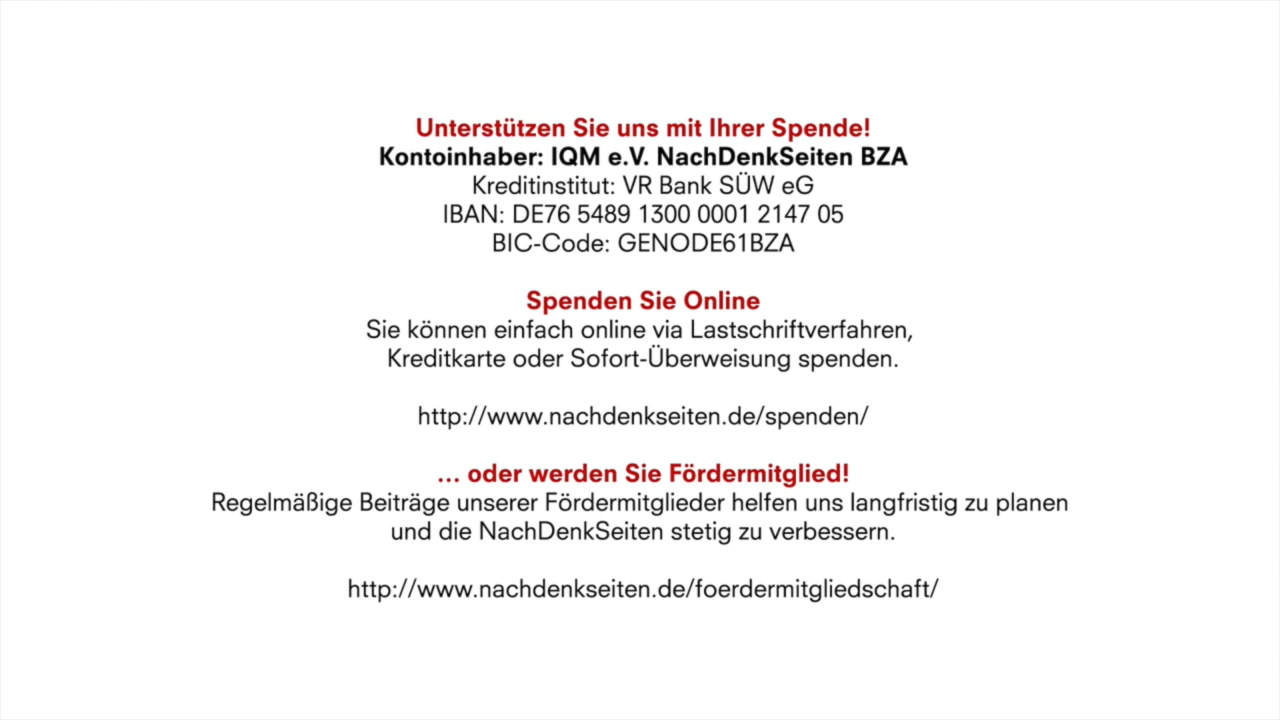 Unterstützen Sie uns mit Ihrer Spende!
Kontoinhaber: IQM e.V. NachDenkSeiten BZA
Kreditinstitut: VR Bank SÜW eG
IBAN: DE76 5489 1300 0001 2147 05
BIC-Code: GENODE61BZA
Spenden Sie Online
Sie können einfach online via Lastschriftverfahren,
Kreditkarte oder Sofort-Überweisung spenden.
http://www.nachdenkseiten.de/spenden/
... oder werden Sie Fördermitglied!
Regelmäßige Beiträge unserer Fördermitglieder helfen uns langfristig zu planen
und die NachDenkSeiten stetig zu verbessern.
http://www.nachdenkseiten.de/foerdermitgliedschaft/